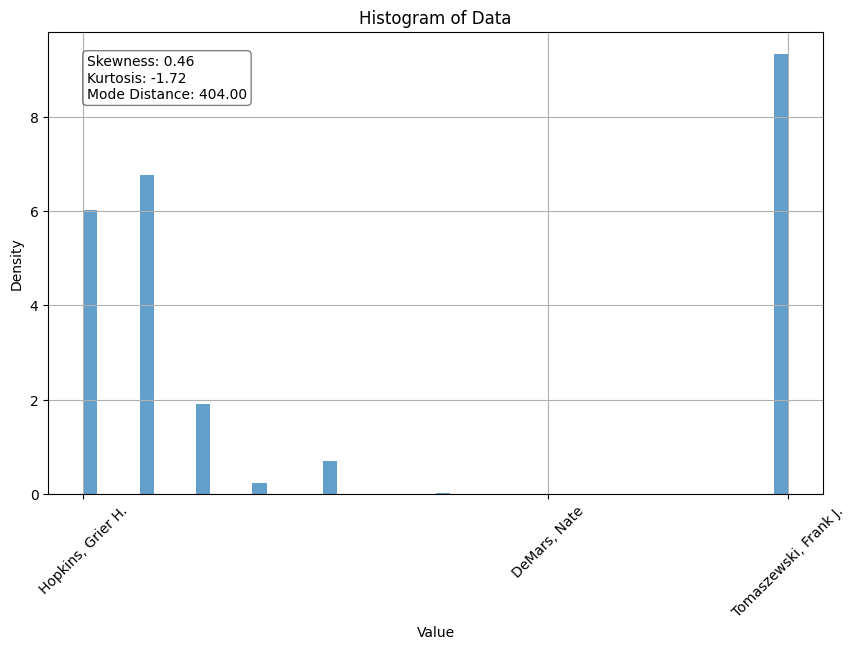 Histogram of Data
Skewness: 0.46
Kurtosis: -1.72
Mode Distance: 404.00
Density
8
6
4
2
0
Hopkins, Grier H.
DeMars, Nate
Tomaszewski, Frank J.
Value